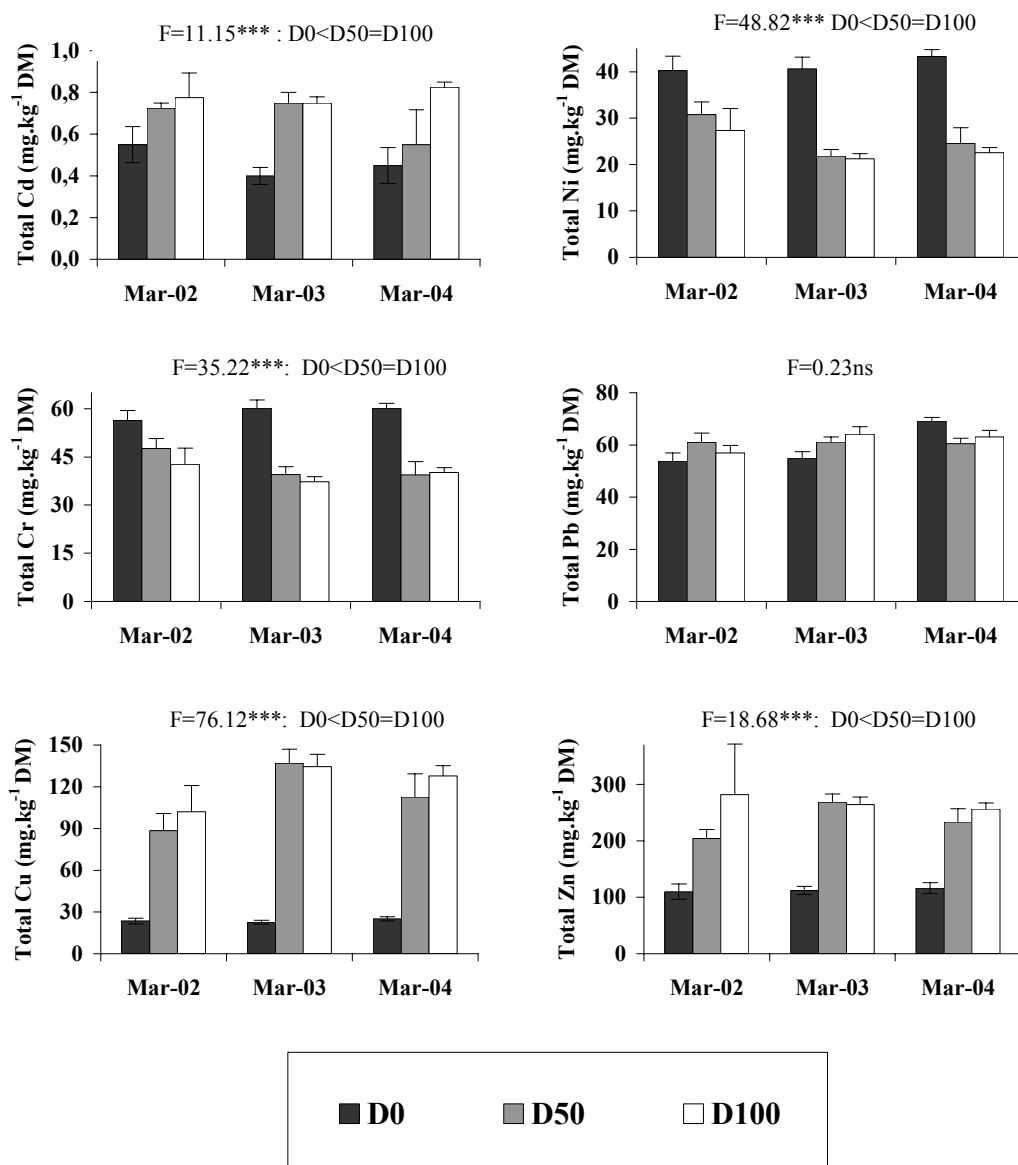 F=11.15*** : D0<D50=D100
Total Cd (mg.kg-1 DM)
1,0
0,8
0,6
0,4
0,2
0,0
Mar-02 Mar-03 Mar-04
F=48.82*** D0<D50=D100
Total Ni (mg.kg-1 DM)
40
30
20
10
0
Mar-02 Mar-03 Mar-04
F=35.22***: D0<D50=D100
Total Cr (mg.kg-1 DM)
60
45
30
15
0
Mar-02 Mar-03 Mar-04
F=0.23ns
Total Pb (mg.kg-1 DM)
80
60
40
20
0
Mar-02 Mar-03 Mar-04
F=76.12***: D0<D50=D100
Total Cu (mg.kg-1 DM)
150
120
90
60
30
0
Mar-02 Mar-03 Mar-04
F=18.68***: D0<D50=D100
Total Zn (mg.kg-1 DM)
300
200
100
0
Mar-02 Mar-03 Mar-04
D0 D50 D100